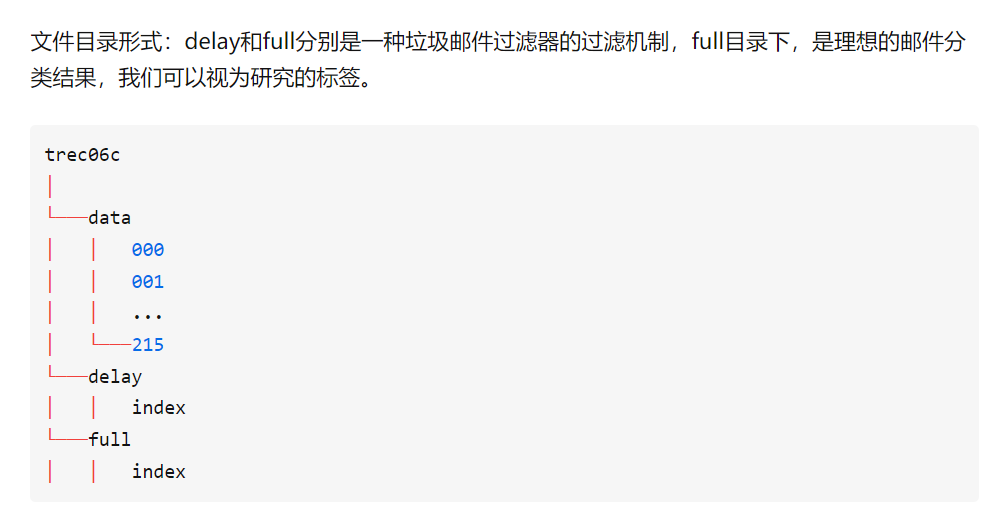 文件目录形式：delay和full分别是一种垃圾邮件过滤器的过滤机制，full目录下，是理想的邮件分
类结果，我们可以视为研究的标签。
trec06c
│
└───data
│   │   000
│   │   001
│   │   ...
│   └───215
└───delay
│   │   index
└───full
│   │   index